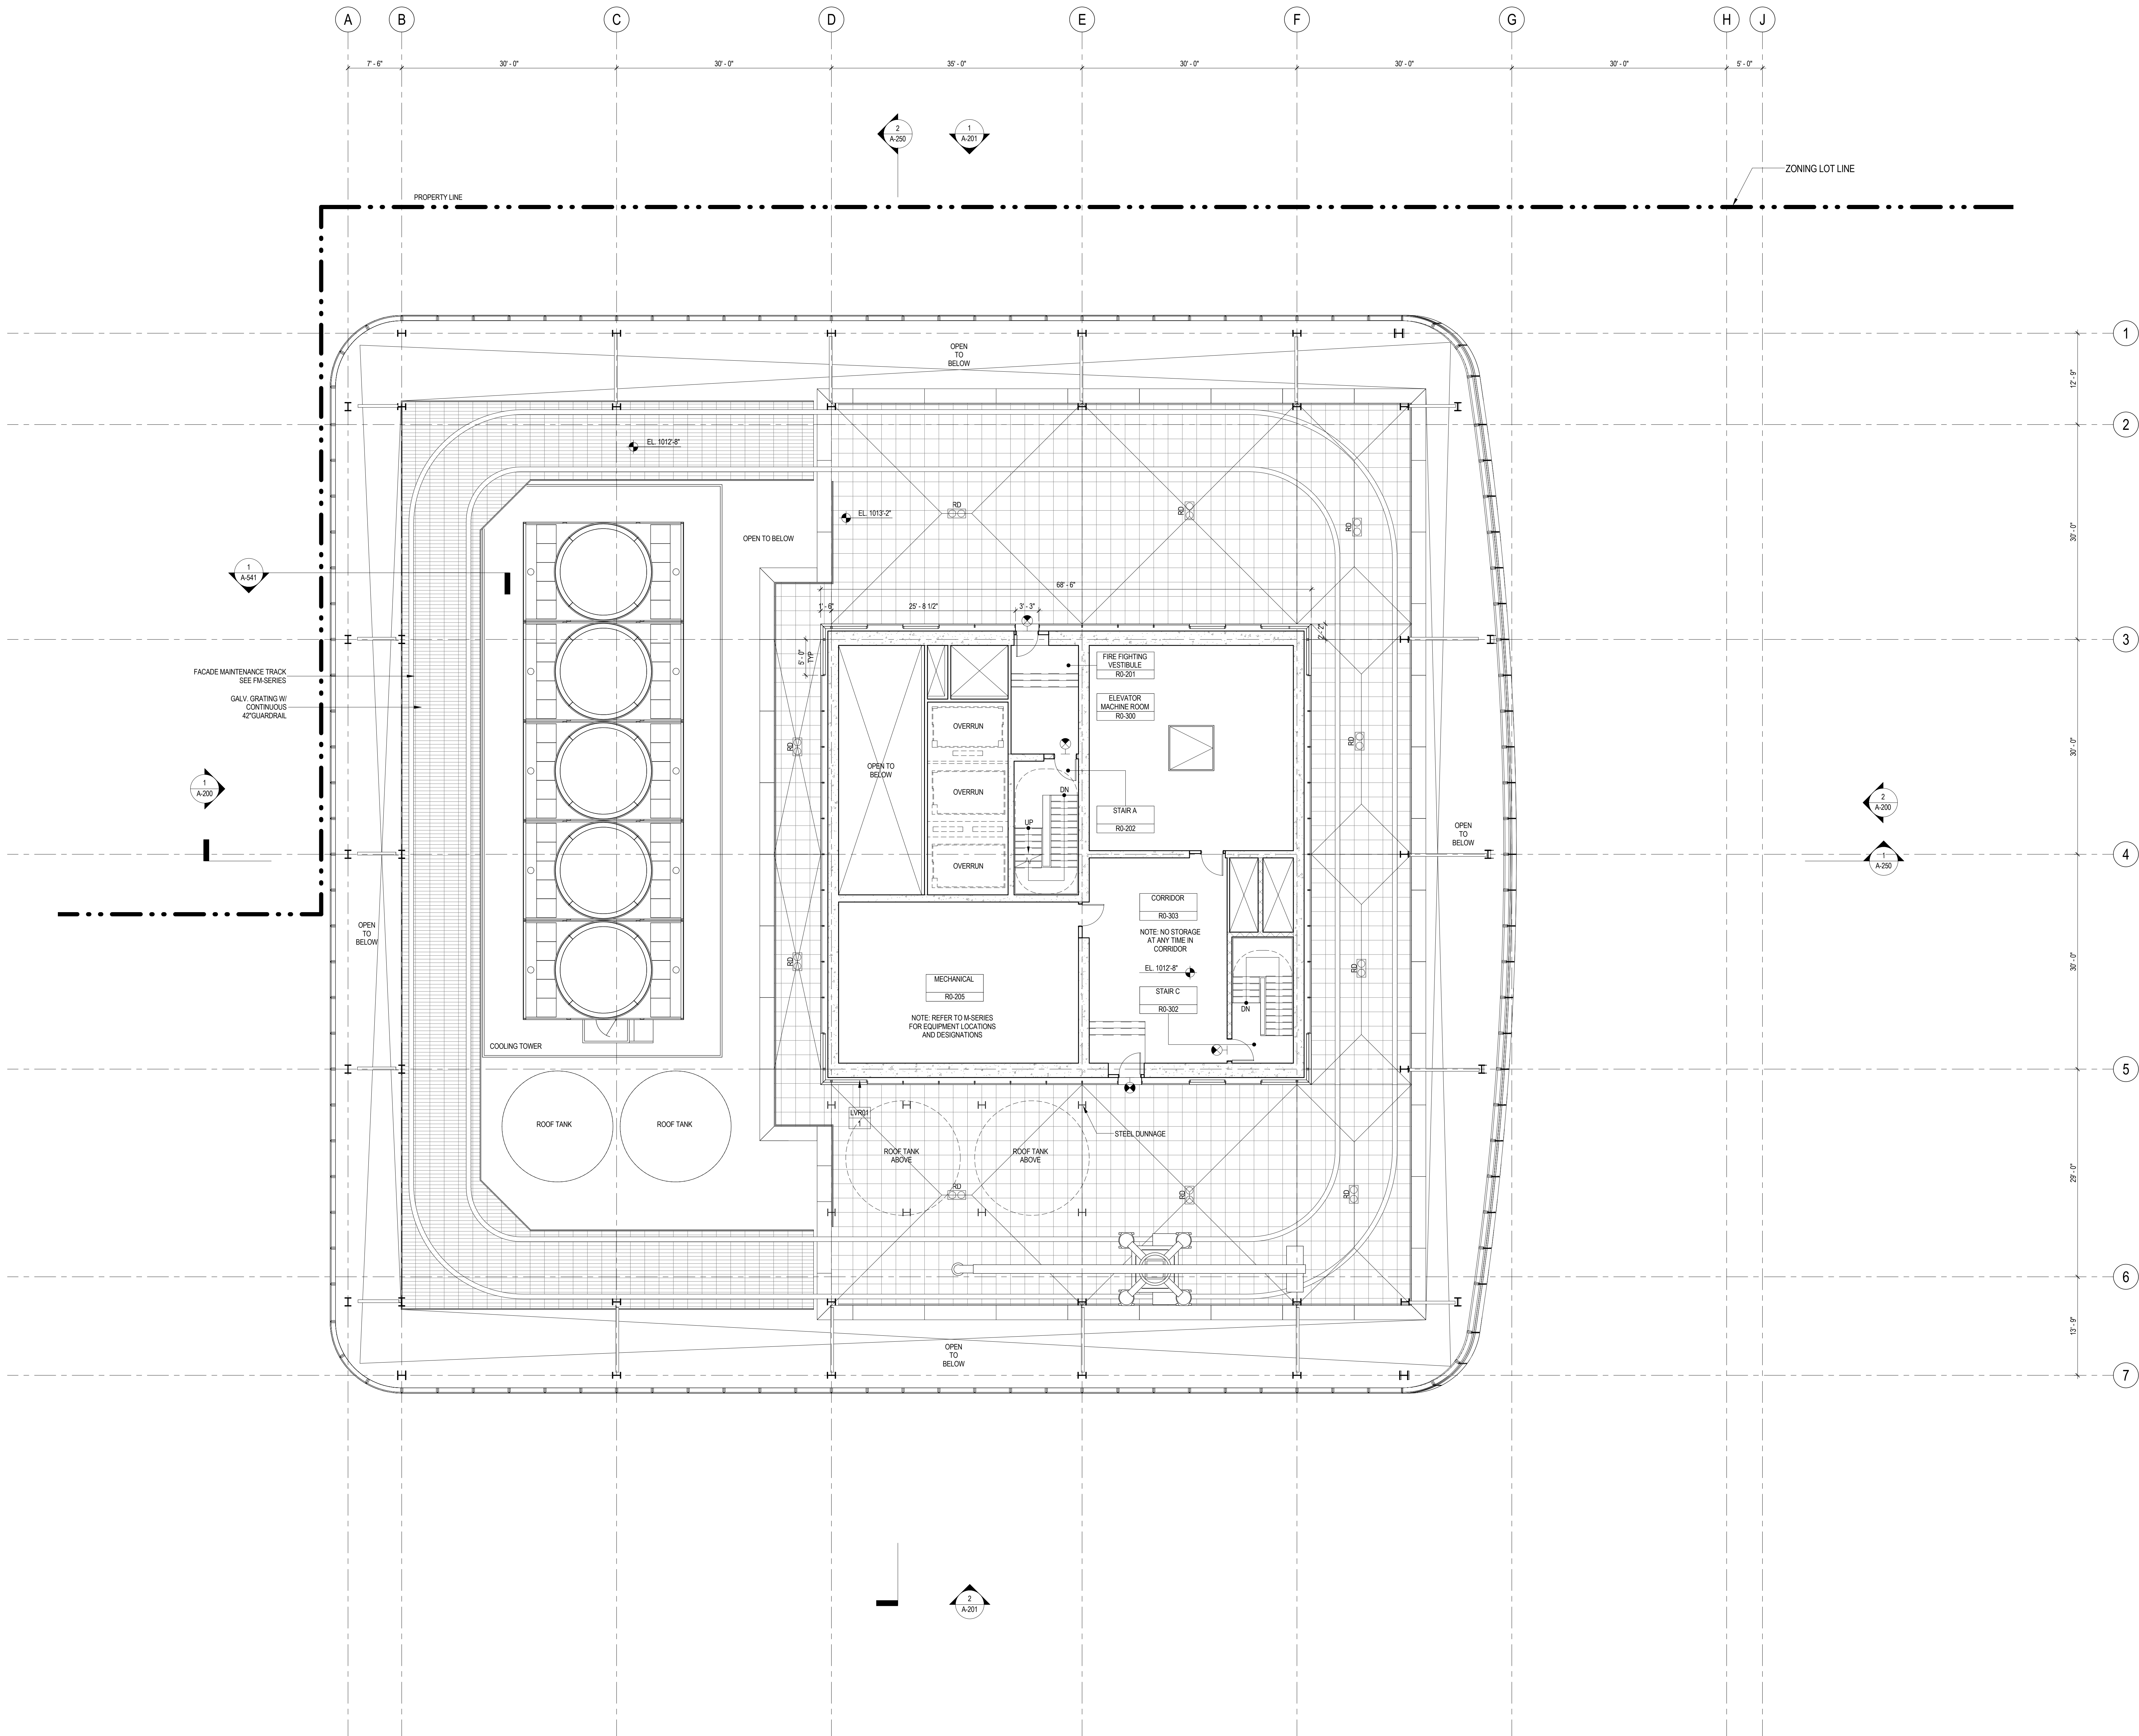 A
B
C
D
E
F
G
H
J
7' - 6"
30' - 0"
30' - 0"
35' - 0"
30' - 0"
30' - 0"
30' - 0"
5' - 0"
2
A-250
1
A-201
ZONING LOT LINE
PROPERTY LINE
1
OPEN
TO
BELOW
12' - 9"
2
EL. 1012'-8"
RD
RD
RD
EL. 1013'-2"
30' - 0"
OPEN TO BELOW
1
A-541
68' - 6"
1' - 6"
25' - 8 1/2"
3' - 3"
2' - 2"
3
5' - 0"
TYP
FIRE FIGHTING
VESTIBULE
R0-201
FACADE MAINTENANCE TRACK
SEE FM-SERIES
GALV. GRATING W/
CONTINUOUS
42"GUARDRAIL
ELEVATOR
MACHINE ROOM
R0-300
OVERRUN
RD
RD
30' - 0"
OPEN TO
BELOW
1
A-200
OVERRUN
DN
2
A-200
STAIR A
R0-202
UP
OPEN
TO
BELOW
4
1
A-250
OVERRUN
CORRIDOR
R0-303
NOTE: NO STORAGE
AT ANY TIME IN
CORRIDOR
OPEN
TO
BELOW
RD
RD
30' - 0"
EL. 1012'-8"
MECHANICAL
R0-205
STAIR C
R0-302
DN
NOTE: REFER TO M-SERIES
FOR EQUIPMENT LOCATIONS
AND DESIGNATIONS
COOLING TOWER
5
LVR01
1
ROOF TANK
ROOF TANK
STEEL DUNNAGE
ROOF TANK
ABOVE
ROOF TANK
ABOVE
29' - 0"
RD
RD
RD
6
13' - 9"
OPEN
TO
BELOW
7
2
A-201